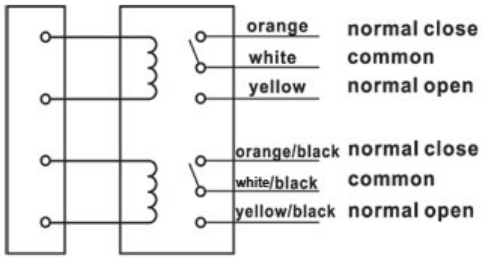 orange normal close
white common
yellow normal open
orange/black normal close
white/black common
yellow/black normal open